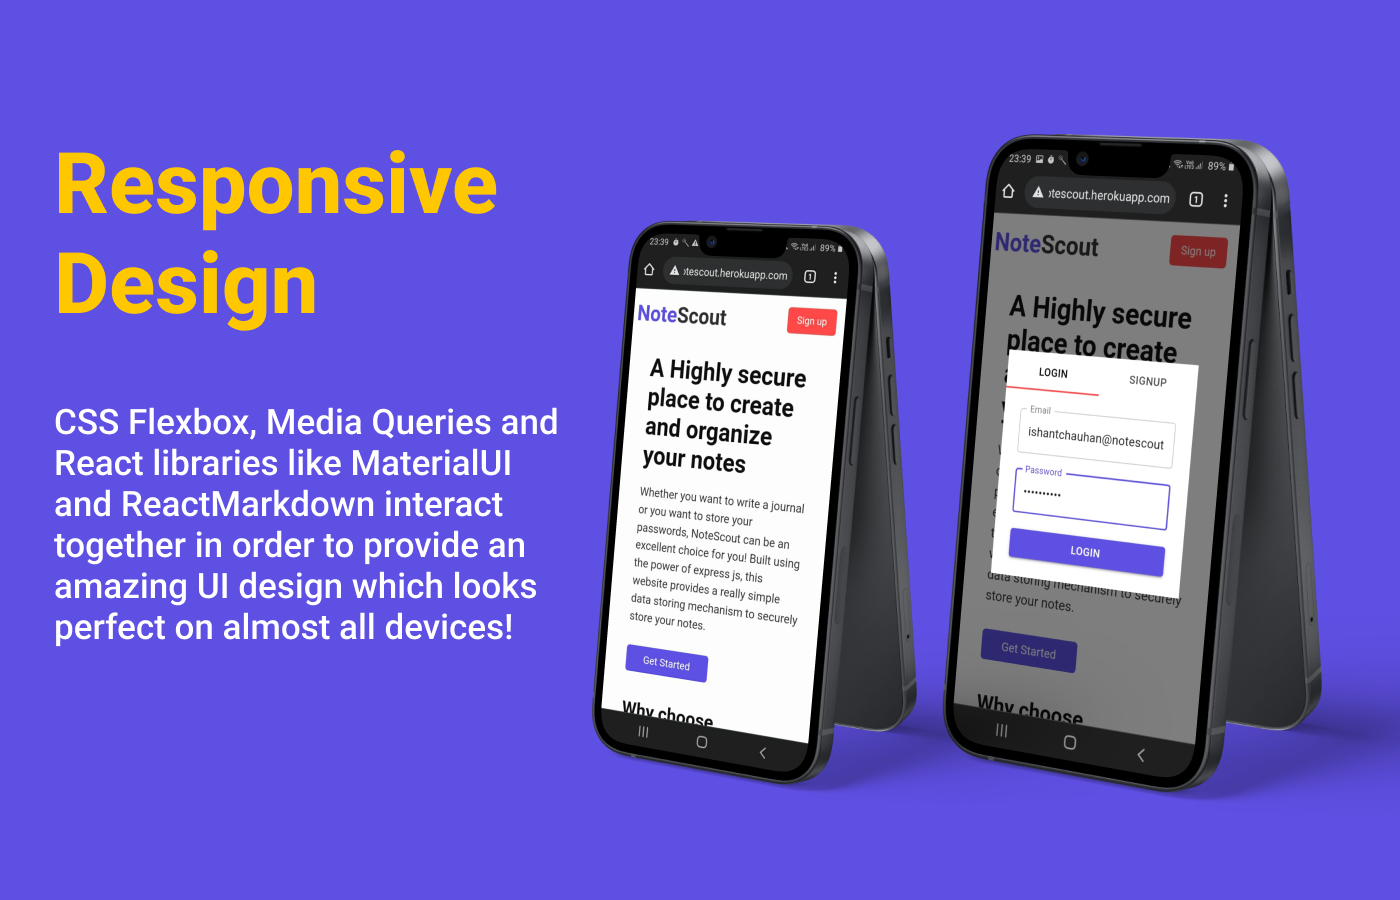 Responsive
Design
CSS Flexbox, Media Queries and
React libraries like MaterialUI
and ReactMarkdown interact
together in order to provide an
amazing UI design which looks
perfect on almost all devices!
23:39
89%
otescout.herokuapp.com
1
NoteScout
Sign up
A Highly secure
place to create
and organize
your notes
Whether you want to write a journal
or you want to store your
passwords, NoteScout can be an
excellent choice for you! Built using
the power of express js, this
website provides a really simple
data storing mechanism to securely
store your notes.
Get Started
Why choose
23:39
89%
otescout.herokuapp.com
1
NoteScout
Sign up
A Highly secure
place to create
LOGIN
SIGNUP
Email
ishantchauhan@notescout
Password
••••••••••
LOGIN
data storing mechanism to securely
store your notes.
Get Started
Why choose